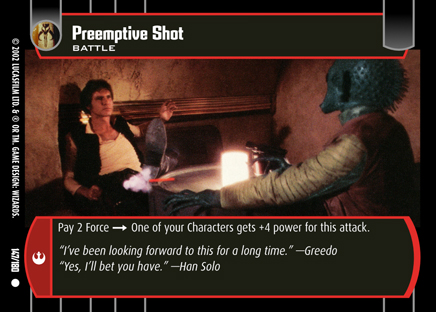 Preemptive Shot
BATTLE
Pay 2 Force → One of your Characters gets +4 power for this attack.
“I’ve been looking forward to this for a long time.” —Greedo
“Yes, I’ll bet you have.” —Han Solo
© 2002 LUCASFILM LTD. & ® OR TM. GAME DESIGN: WIZARDS.
147/180